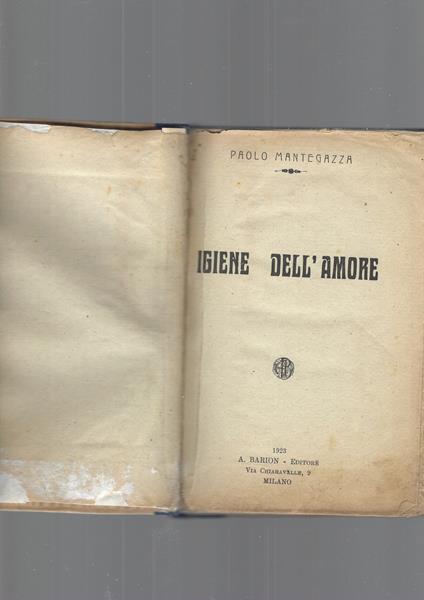 PAOLO MANTEGAZZA
IGIENE DELL'AMORE
1923
A. BARION - EDITORE
VIA CHIARAVALLE, 9
MILANO